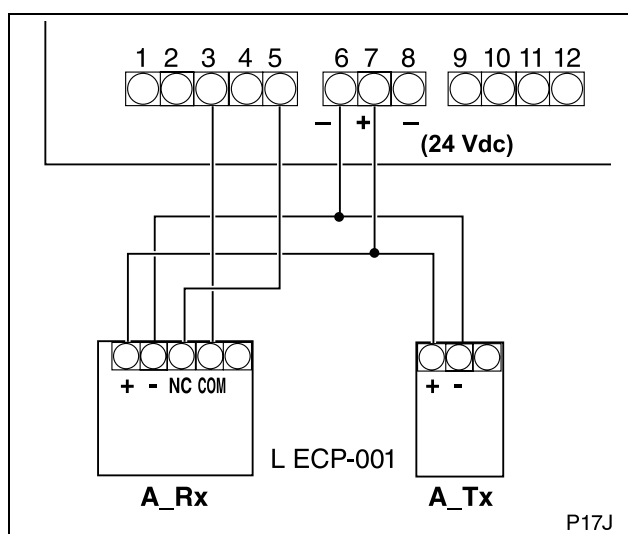 1 2 3 4 5 6 7 8 9 10 11 12
– + –
(24 Vdc)
+ - NC COM + -
L ECP-001
A_Rx A_Tx
P17J